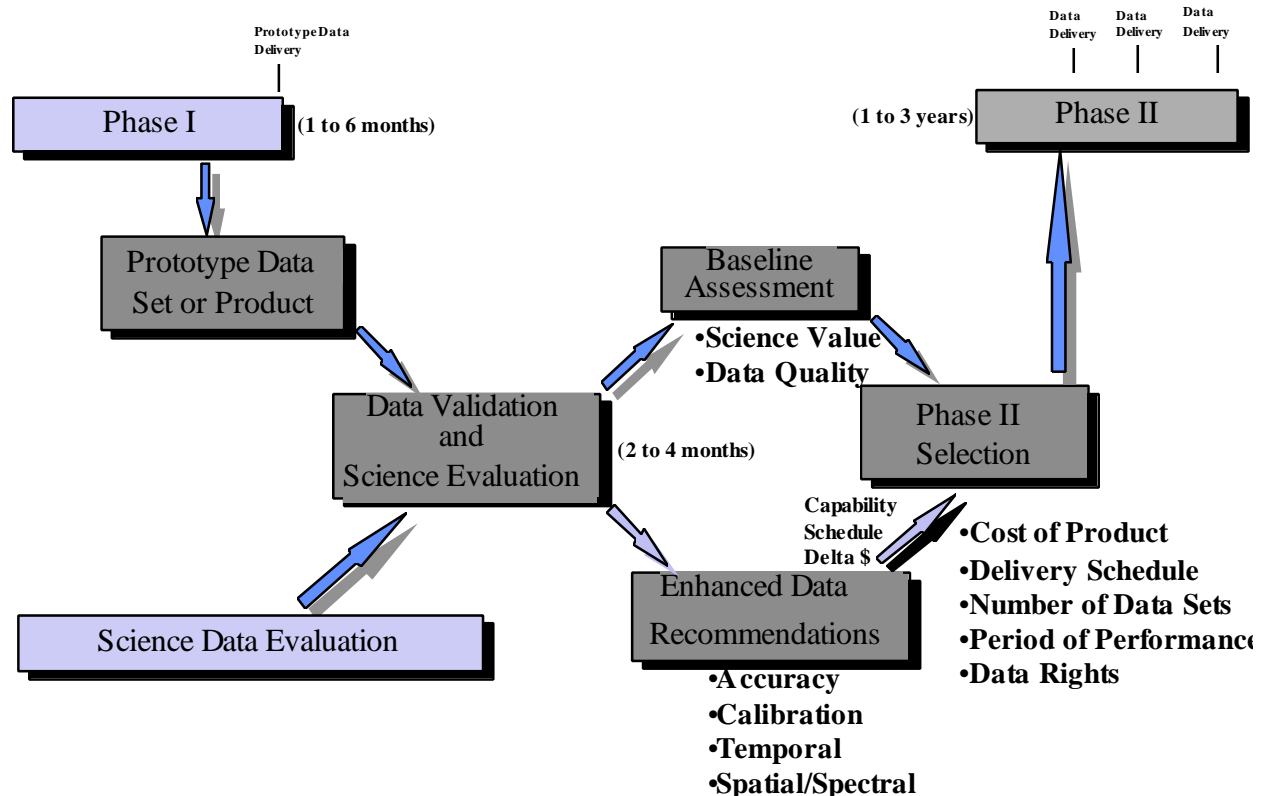 Prototype Data
Delivery
Data
Delivery
Data
Delivery
Data
Delivery
Phase I
(1 to 6 months)
(1 to 3 years)
Phase II
Prototype Data
Set or Product
Baseline
Assessment
•Science Value
•Data Quality
Data Validation
and
Science Evaluation
(2 to 4 months)
Phase II
Selection
Capability
Schedule
Delta $
•Cost of Product
•Delivery Schedule
•Number of Data Sets
•Period of Performance
•Data Rights
Science Data Evaluation
Enhanced Data
Recommendations
•Accuracy
•Calibration
•Temporal
•Spatial/Spectral